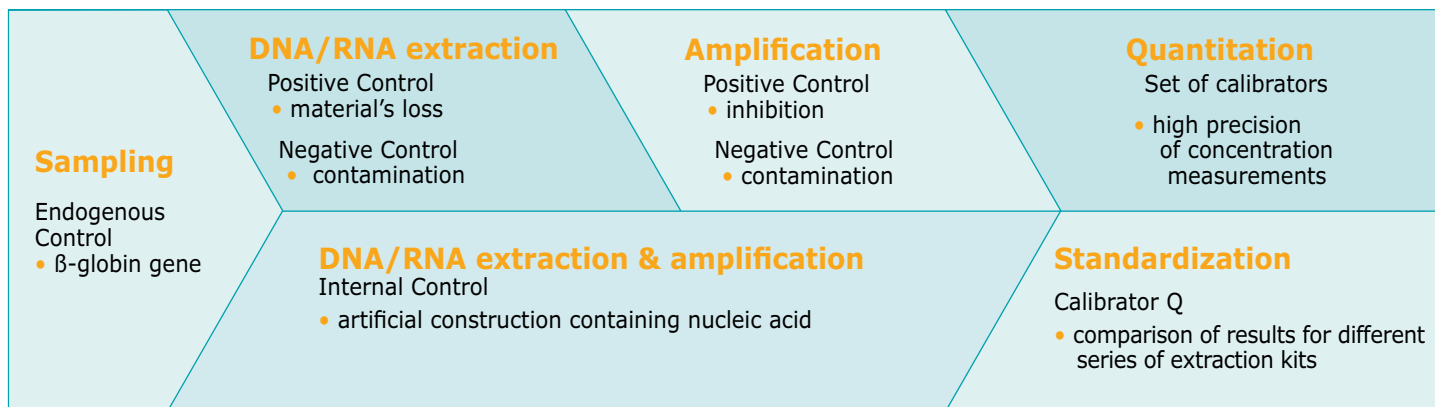 Sampling
Endogenous
Control
• ß-globin gene
DNA/RNA extraction
Positive Control
• material's loss
Negative Control
• contamination
Amplification
Positive Control
• inhibition
Negative Control
• contamination
Quantitation
Set of calibrators
• high precision
of concentration
measurements
DNA/RNA extraction & amplification
Internal Control
• artificial construction containing nucleic acid
Standardization
Calibrator Q
• comparison of results for different
series of extraction kits